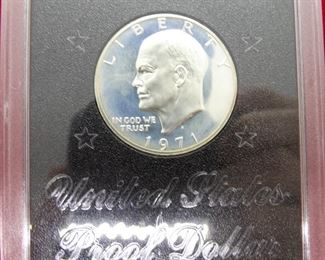 LIBERTY
IN GOD WE
TRUST
1971
United States
Proof Dollar